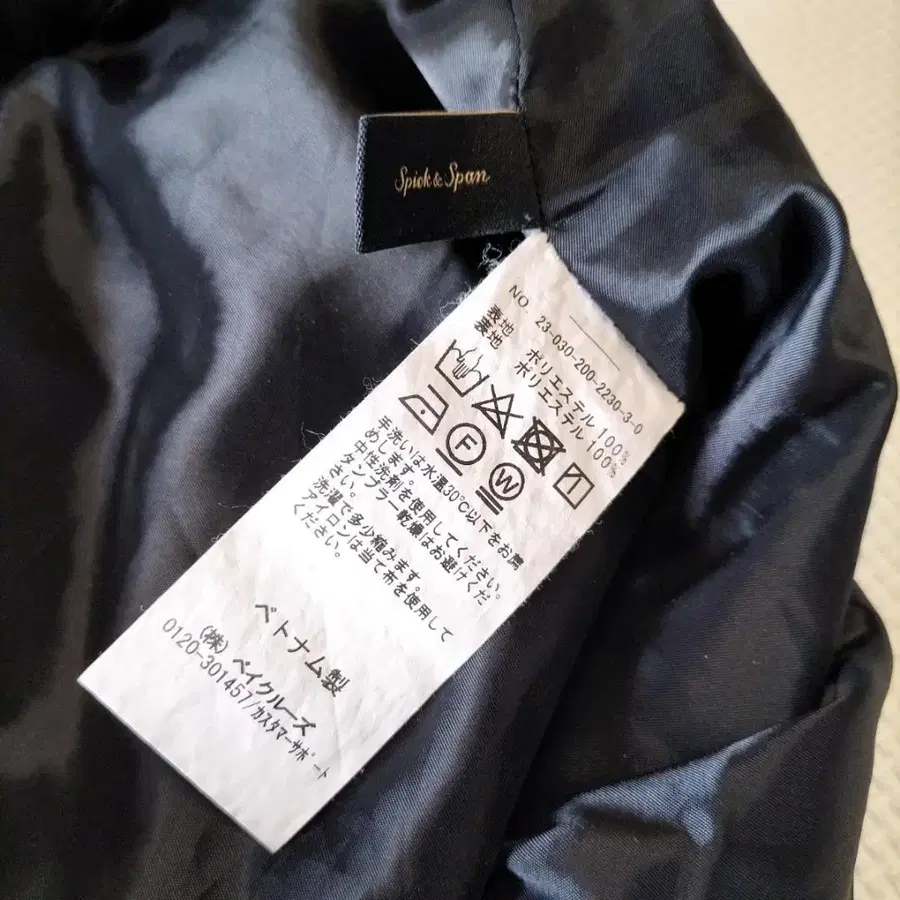 Spick & Span
NO. 23-030-200-2230-3-0
表地 ポリエステル 100%
裏地 ポリエステル 100%
F
W
手洗いは水温30℃以下をお薦
めします。
中性洗剤を使用してください。
タンブラー乾燥はお避けくだ
さい。
洗濯で多少縮みます。
アイロンは当て布を使用して
ください。
ベトナム製
(株)ベイクルーズ
0120-301457/カスタマーサポート